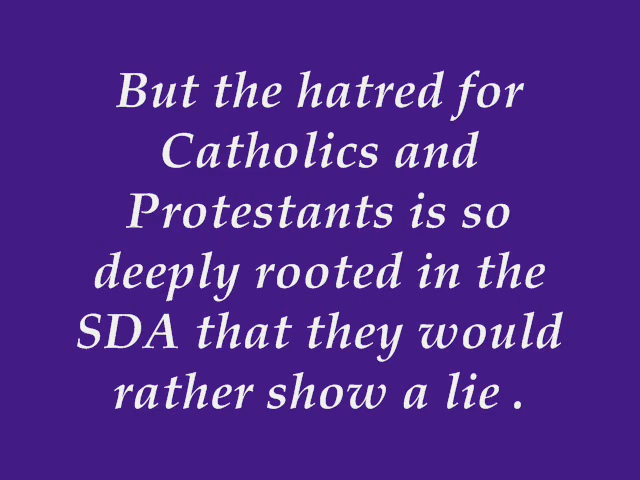 But the hatred for
Catholics and
Protestants is so
deeply rooted in the
SDA that they would
rather show a lie .